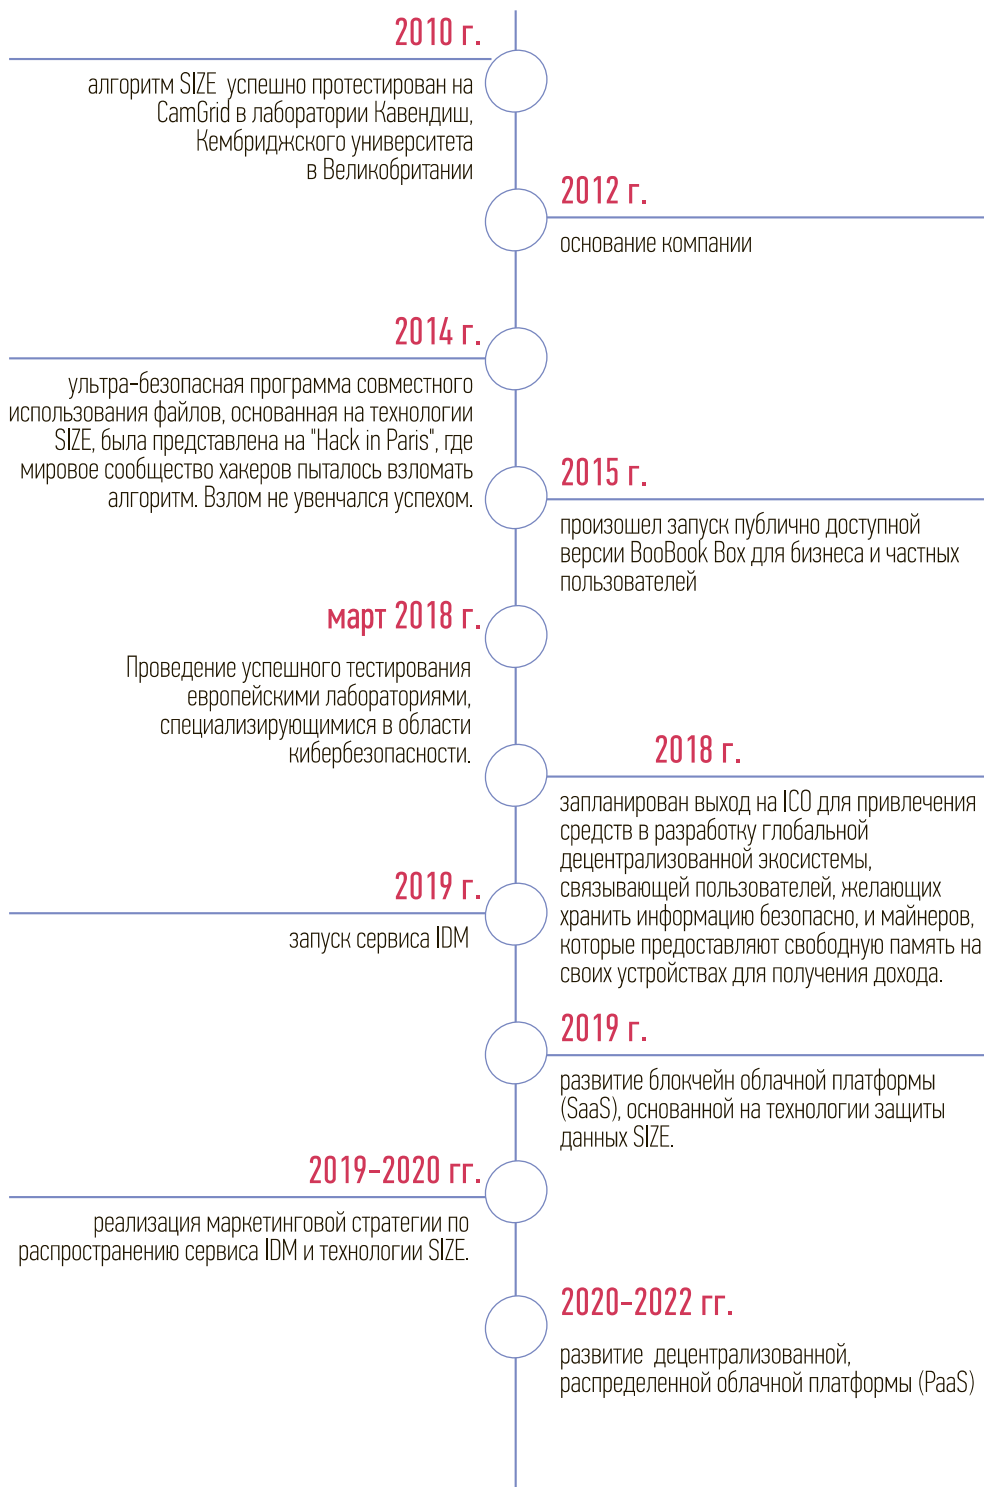 2010 г.
алгоритм SIZE успешно протестирован на
CamGrid в лаборатории Кавендиш,
Кембриджского университета
в Великобритании
2012 г.
основание компании
2014 г.
ультра-безопасная программа совместного
использования файлов, основанная на технологии
SIZE, была представлена на "Hack in Paris", где
мировое сообщество хакеров пыталось взломать
алгоритм. Взлом не увенчался успехом.
2015 г.
произошел запуск публично доступной
версии BooBook Box для бизнеса и частных
пользователей
март 2018 г.
Проведение успешного тестирования
европейскими лабораториями,
специализирующимися в области
кибербезопасности.
2018 г.
запланирован выход на ICO для привлечения
средств в разработку глобальной
децентрализованной экосистемы,
связывающей пользователей, желающих
хранить информацию безопасно, и майнеров,
которые предоставляют свободную память на
своих устройствах для получения дохода.
2019 г.
запуск сервиса IDM
2019 г.
развитие блокчейн облачной платформы
(SaaS), основанной на технологии защиты
данных SIZE.
2019-2020 гг.
реализация маркетинговой стратегии по
распространению сервиса IDM и технологии SIZE.
2020-2022 гг.
развитие децентрализованной,
распределенной облачной платформы (PaaS)